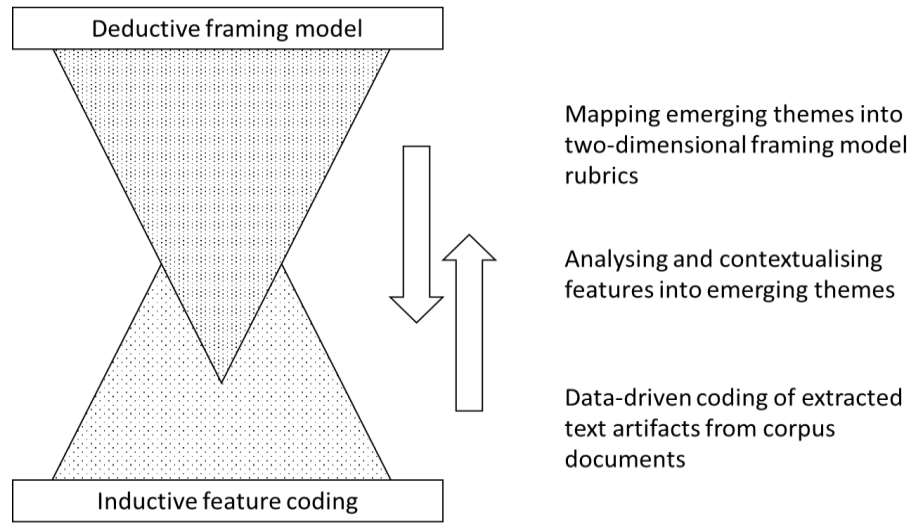 Deductive framing model
Mapping emerging themes into
two-dimensional framing model
rubrics
Analysing and contextualising
features into emerging themes
Data-driven coding of extracted
text artifacts from corpus
documents
Inductive feature coding